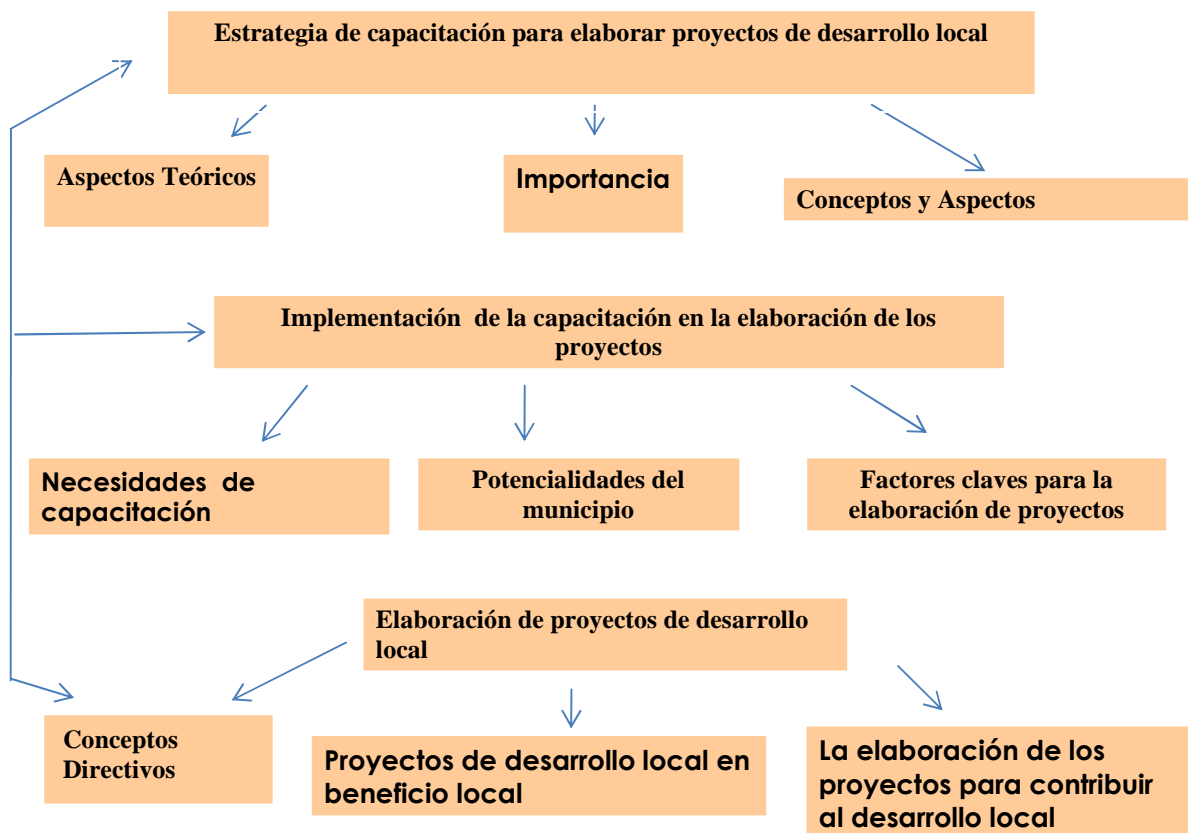 Estrategia de capacitación para elaborar proyectos de desarrollo local
Aspectos Teóricos
Importancia
Conceptos y Aspectos
Implementación  de la capacitación en la elaboración de los
proyectos
Necesidades  de
capacitación
Potencialidades del
municipio
Factores claves para la
elaboración de proyectos
Elaboración de proyectos de desarrollo
local
Conceptos
Directivos
Proyectos de desarrollo local en
beneficio local
La elaboración de los
proyectos para contribuir
al desarrollo local